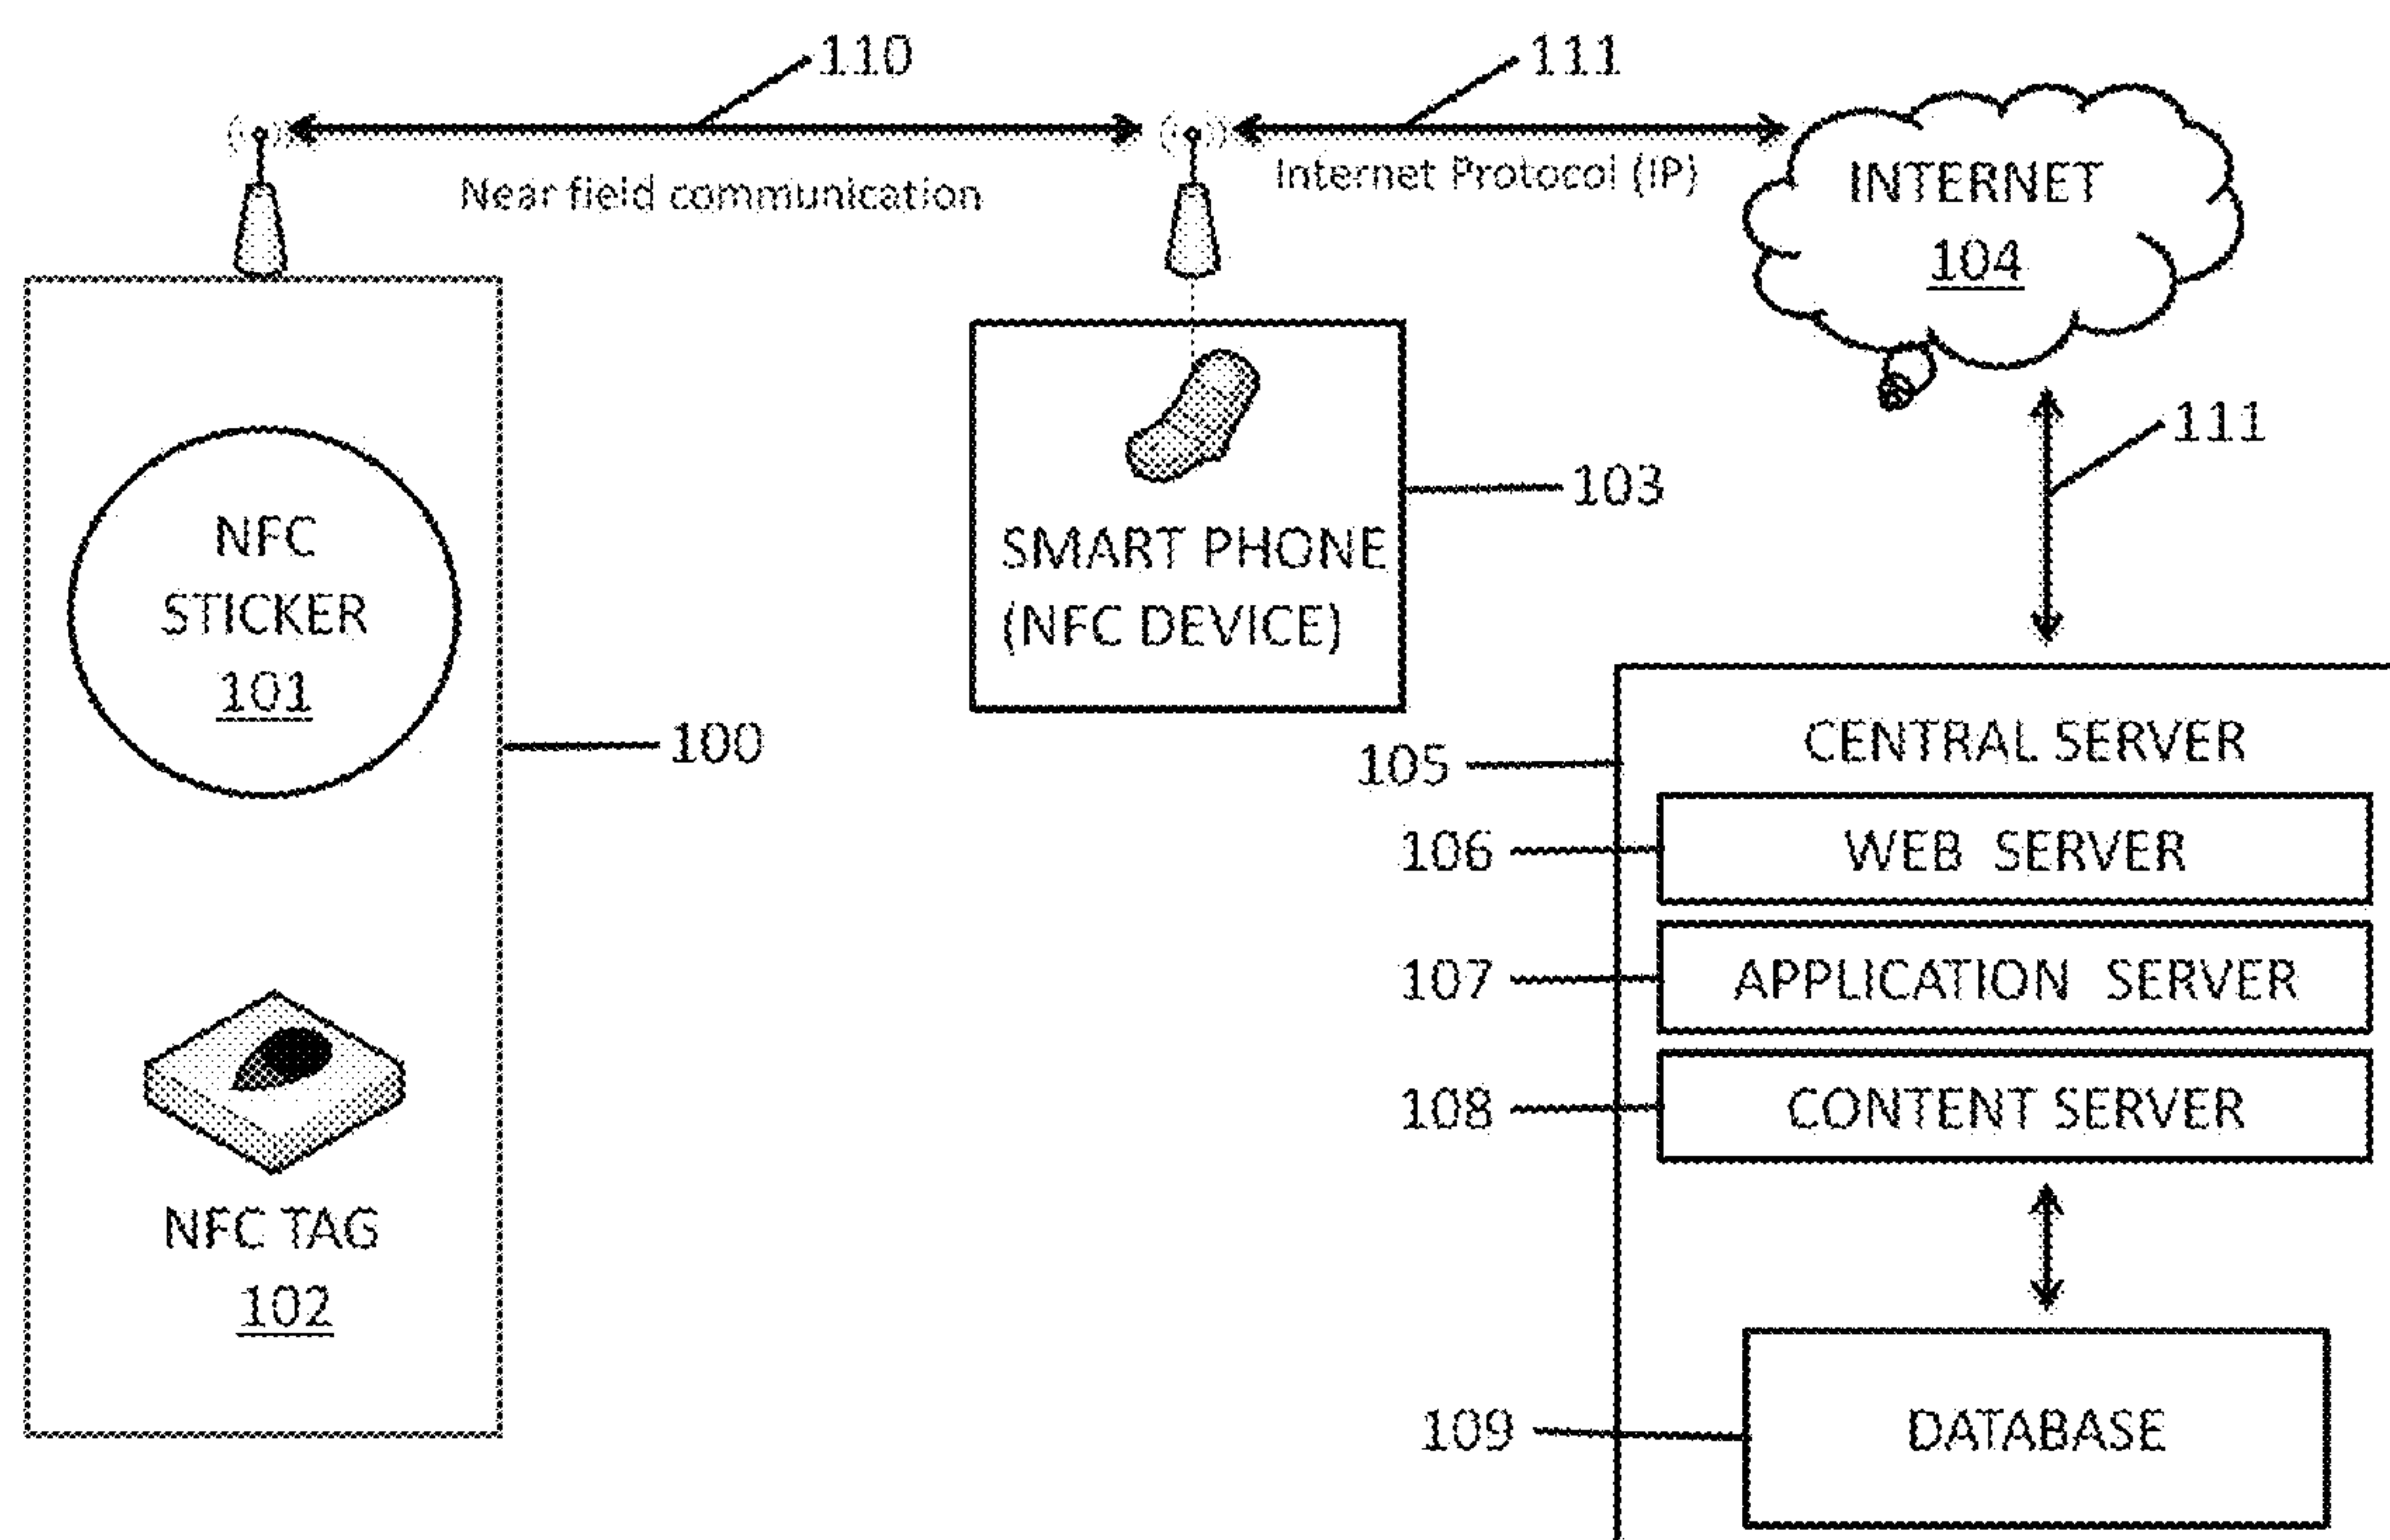 110
111
Near field communication
Internet Protocol (IP)
INTERNET
104
111
NFC
STICKER
101
103
SMART PHONE
(NFC DEVICE)
100
105
CENTRAL SERVER
106
WEB SERVER
107
APPLICATION SERVER
108
CONTENT SERVER
NFC TAG
102
109
DATABASE